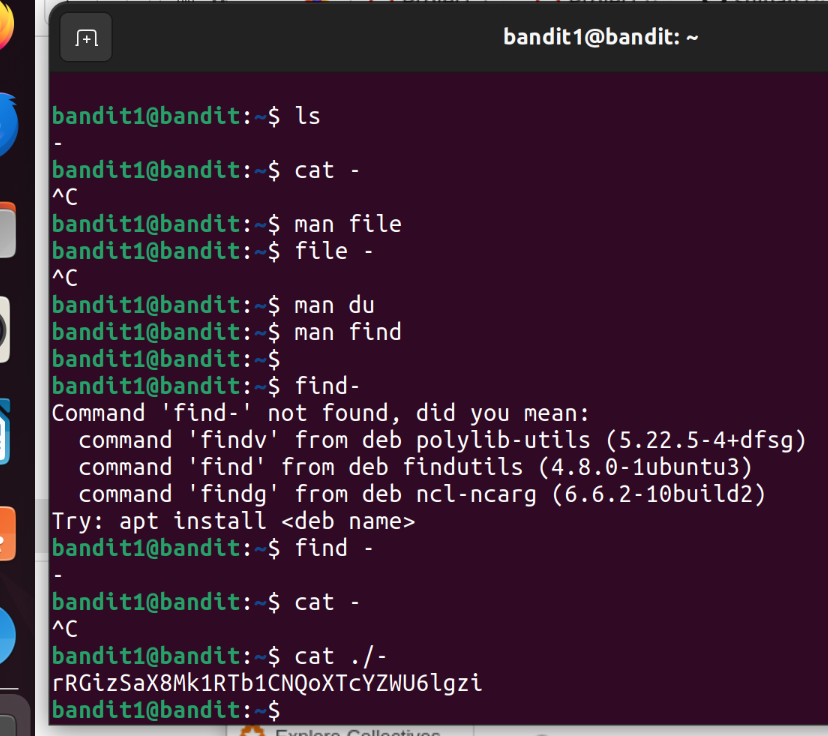 bandit1@bandit: ~
bandit1@bandit:~$ ls
-
bandit1@bandit:~$ cat -
^C
bandit1@bandit:~$ man file
bandit1@bandit:~$ file -
^C
bandit1@bandit:~$ man du
bandit1@bandit:~$ man find
bandit1@bandit:~$
bandit1@bandit:~$ find-
Command 'find-' not found, did you mean:
  command 'findv' from deb polylib-utils (5.22.5-4+dfsg)
  command 'find' from deb findutils (4.8.0-1ubuntu3)
  command 'findg' from deb ncl-ncarg (6.6.2-10build2)
Try: apt install <deb name>
bandit1@bandit:~$ find -
-
bandit1@bandit:~$ cat -
^C
bandit1@bandit:~$ cat ./-
rRGizSaX8Mk1RTb1CNQoXTcYZWU6lgzi
bandit1@bandit:~$
Explore Collectives